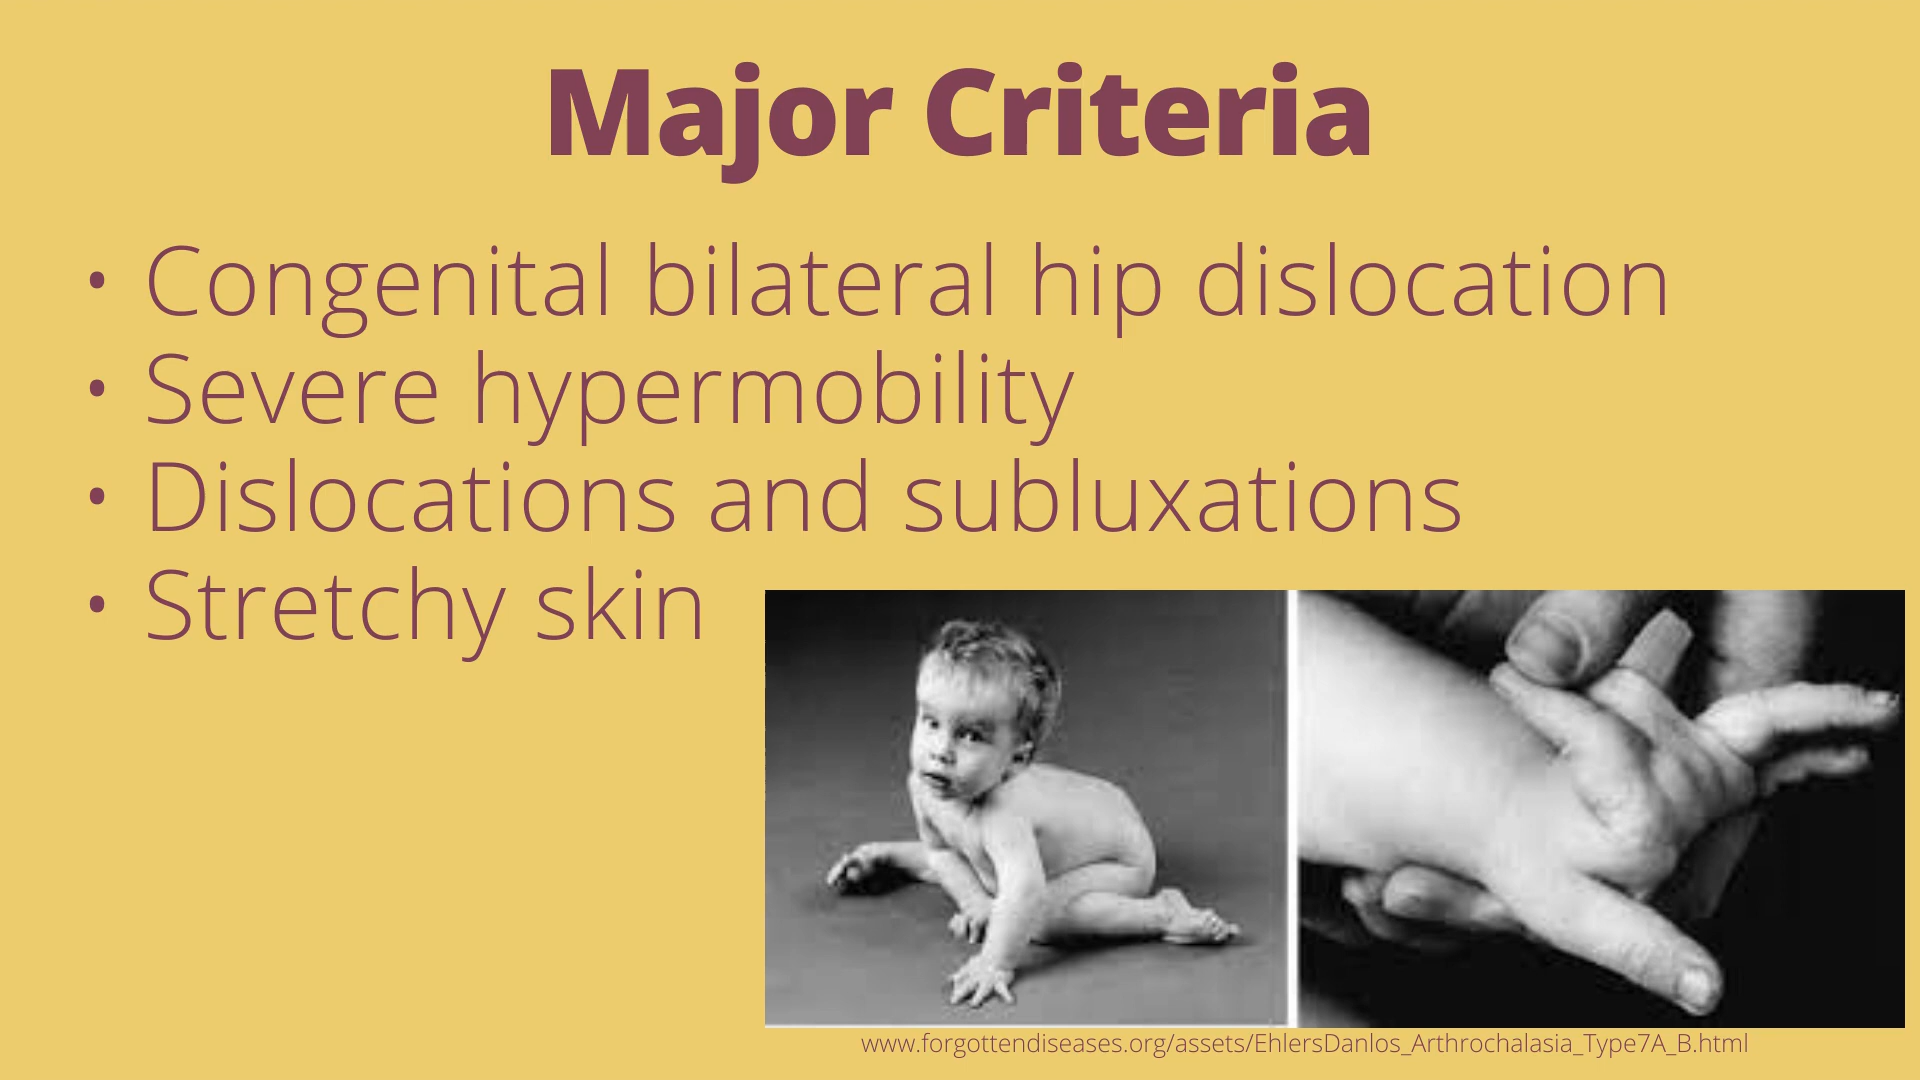 Major Criteria
• Congenital bilateral hip dislocation
• Severe hypermobility
• Dislocations and subluxations
• Stretchy skin
www.forgottendiseases.org/assets/EhlersDanlos_Arthrochalasia_Type7A_B.html